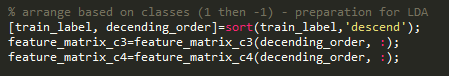 % arrange based on classes (1 then -1) - preparation for LDA
[train_label, decending_order]=sort(train_label,'descend');
feature_matrix_c3=feature_matrix_c3(decending_order, :);
feature_matrix_c4=feature_matrix_c4(decending_order, :);